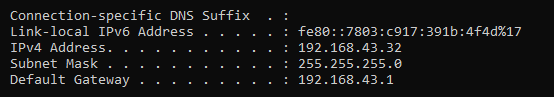 Connection-specific DNS Suffix  . :
Link-local IPv6 Address . . . . . : fe80::7803:c917:391b:4f4d%17
IPv4 Address. . . . . . . . . . . : 192.168.43.32
Subnet Mask . . . . . . . . . . . : 255.255.255.0
Default Gateway . . . . . . . . . : 192.168.43.1